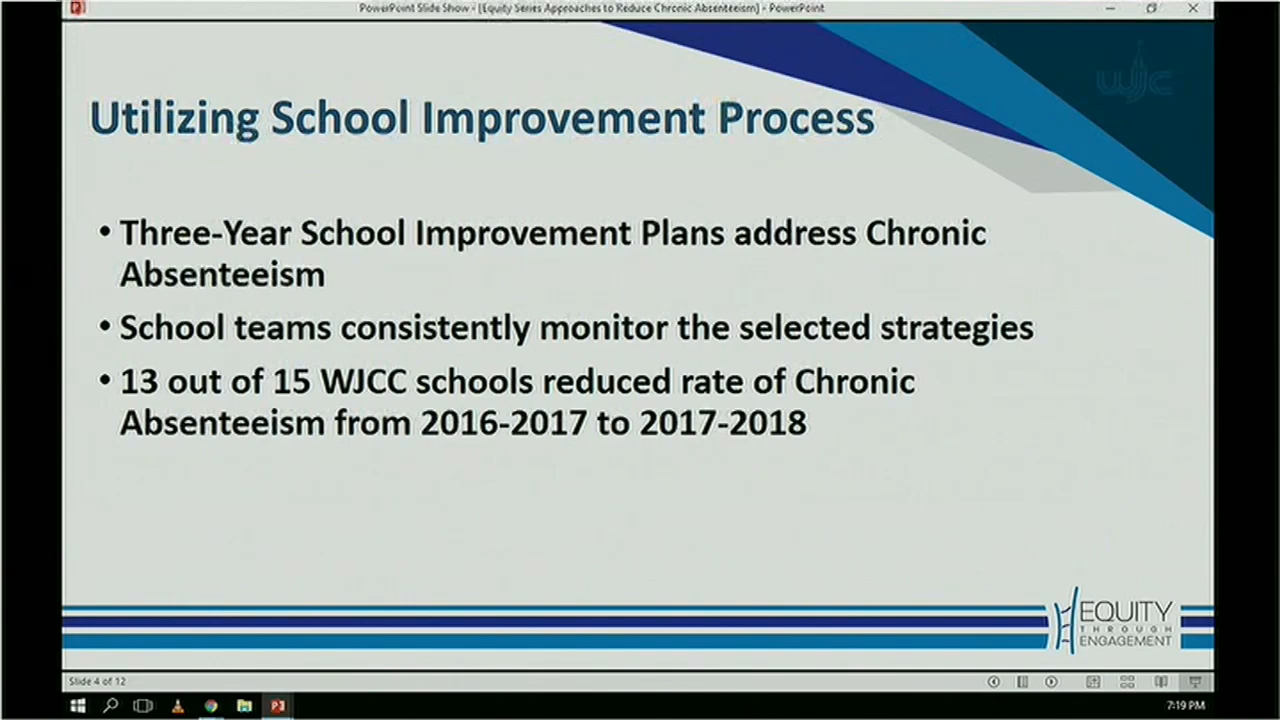 PowerPoint Slide Show - [Equity Series Approaches to Reduce Chronic Absenteeism] - PowerPoint
wjc
Utilizing School Improvement Process
• Three-Year School Improvement Plans address Chronic
Absenteeism
• School teams consistently monitor the selected strategies
• 13 out of 15 WJCC schools reduced rate of Chronic
Absenteeism from 2016-2017 to 2017-2018
EQUITY
THROUGH
ENGAGEMENT
Slide 4 of 12
7:19 PM